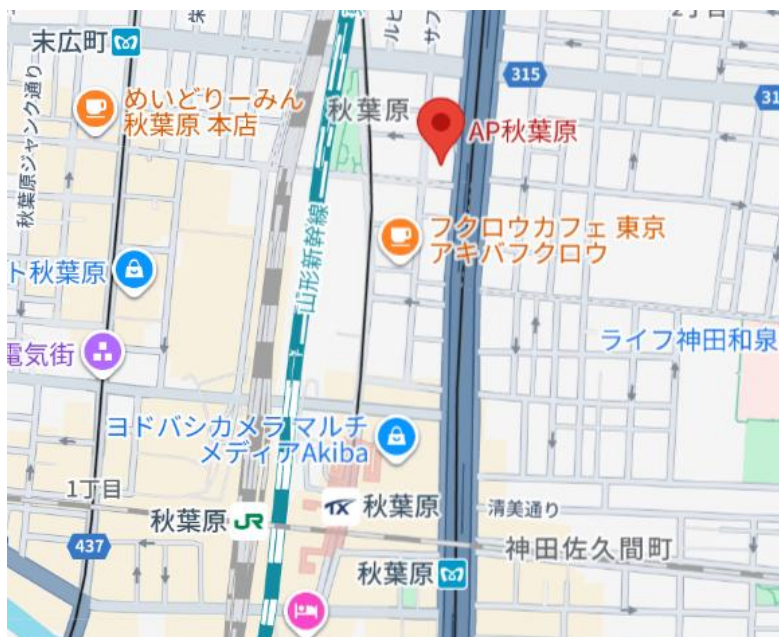 末広町
めいどりーみん
秋葉原 本店
秋葉原ジャンク通り
秋葉原
AP秋葉原
315
2丁目
フクロウカフェ 東京
アキバフクロウ
ト秋葉原
山形新幹線
電気街
ライフ神田和泉
ヨドバシカメラ マルチ
メディアAkiba
1丁目
秋葉原 JR
TX 秋葉原
清美通り
437
神田佐久間町
秋葉原